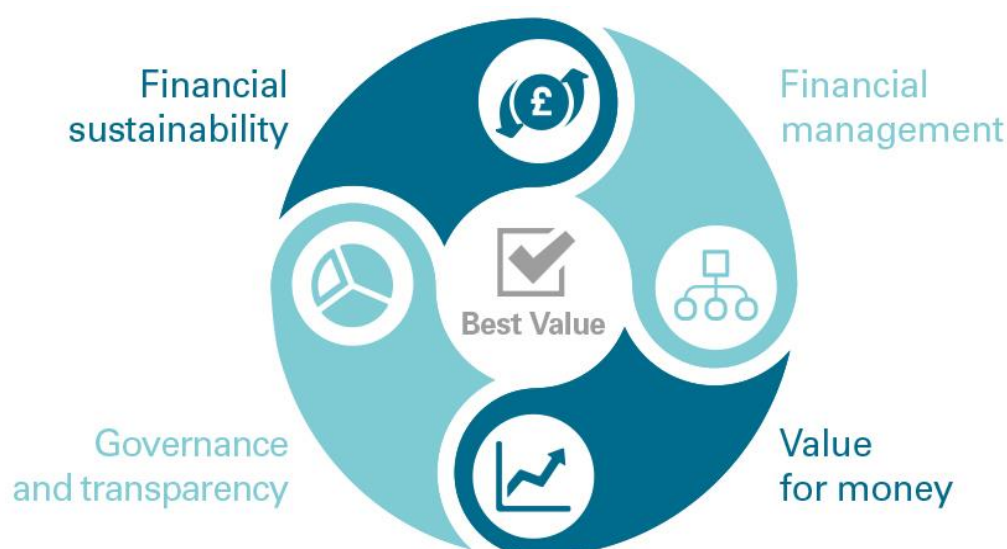 Financial
sustainability
£
Financial
management
Best Value
Governance
and transparency
Value
for money